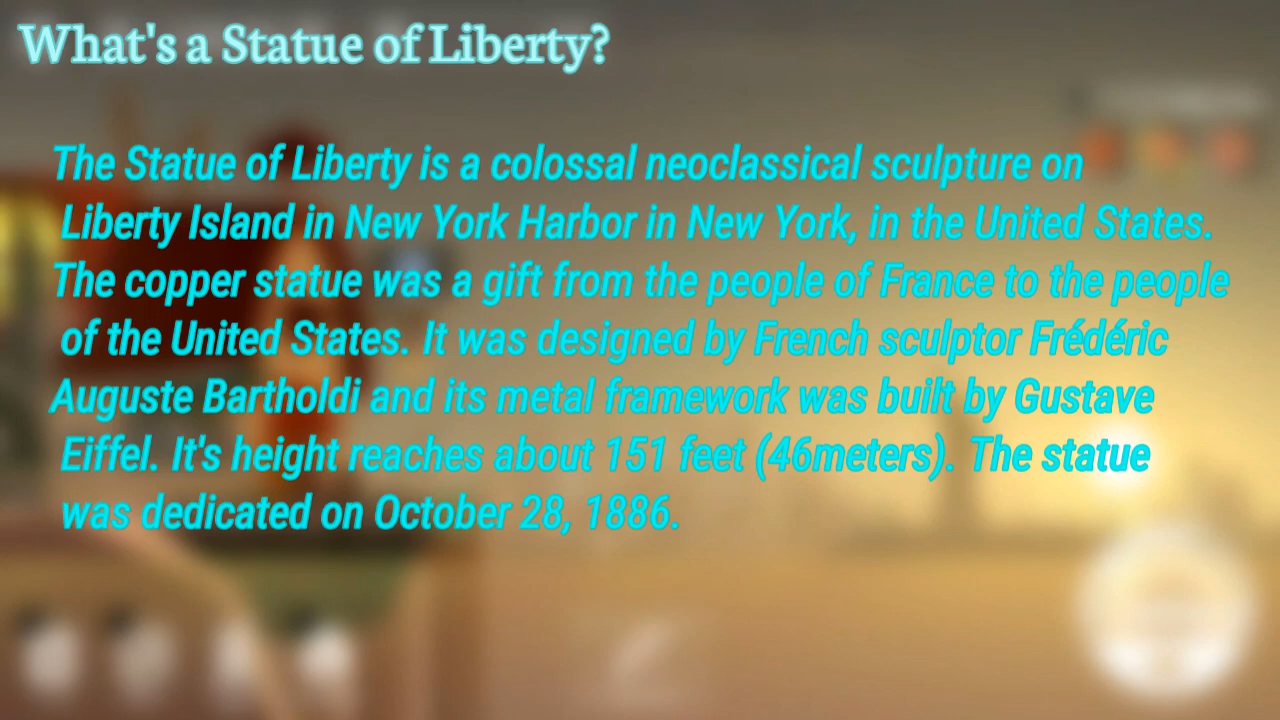 What's a Statue of Liberty?
The Statue of Liberty is a colossal neoclassical sculpture on
Liberty Island in New York Harbor in New York, in the United States.
The copper statue was a gift from the people of France to the people
of the United States. It was designed by French sculptor Frédéric
Auguste Bartholdi and its metal framework was built by Gustave
Eiffel. It's height reaches about 151 feet (46meters). The statue
was dedicated on October 28, 1886.